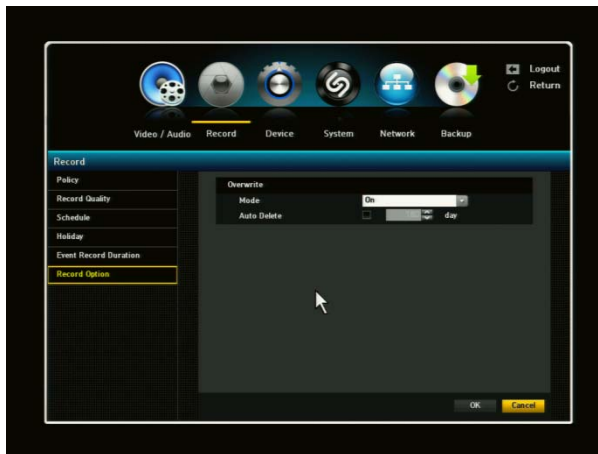 Logout
Return
Video / Audio Record Device System Network Backup
Record
Policy
Record Quality
Schedule
Holiday
Event Record Duration
Record Option
Overwrite
Mode On
Auto Delete day
OK Cancel